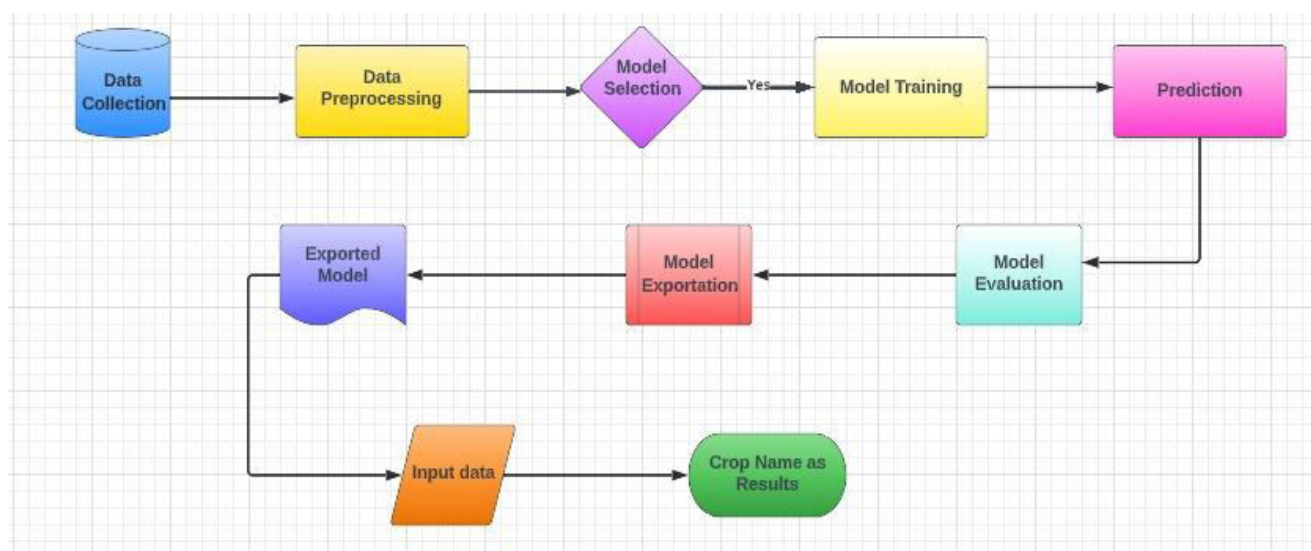 Data
Collection
Data
Preprocessing
Model
Selection
Yes
Model Training
Prediction
Exported
Model
Model
Exportation
Model
Evaluation
Input data
Crop Name as
Results